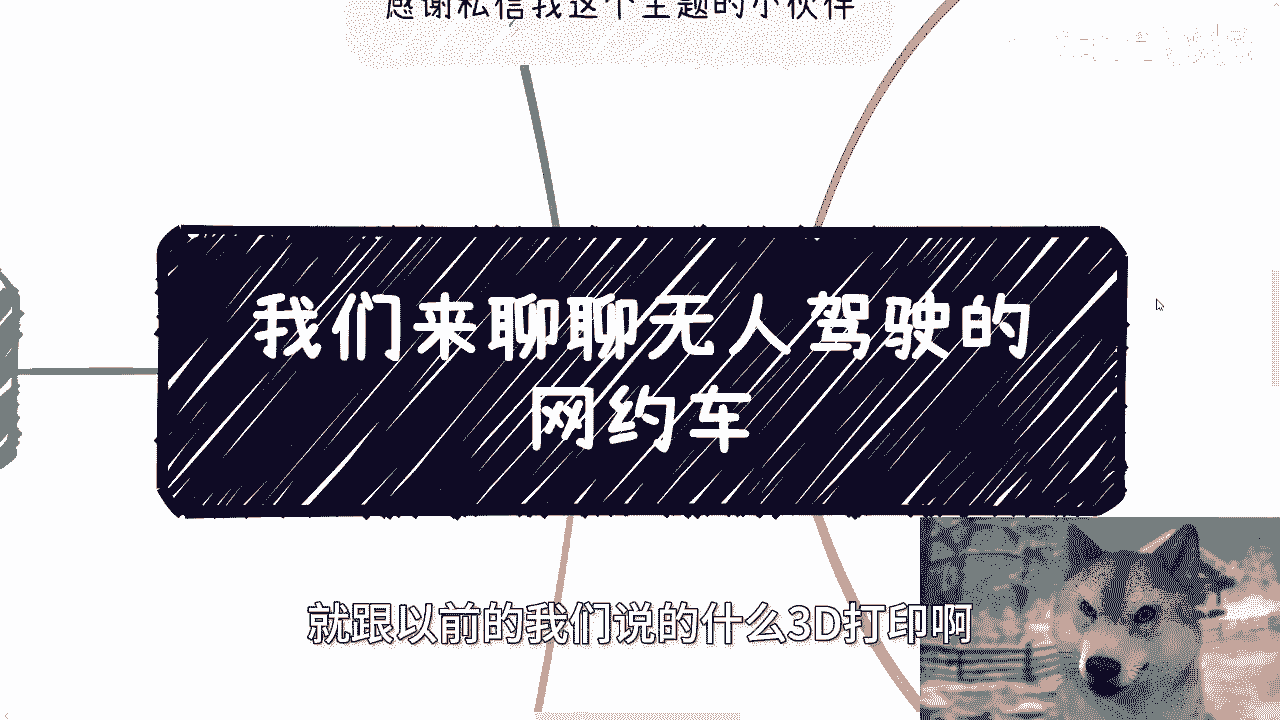 感谢私信我这个主题的小伙伴
我们来聊聊无人驾驶的
网约车
就跟以前的我们说的什么3D打印啊